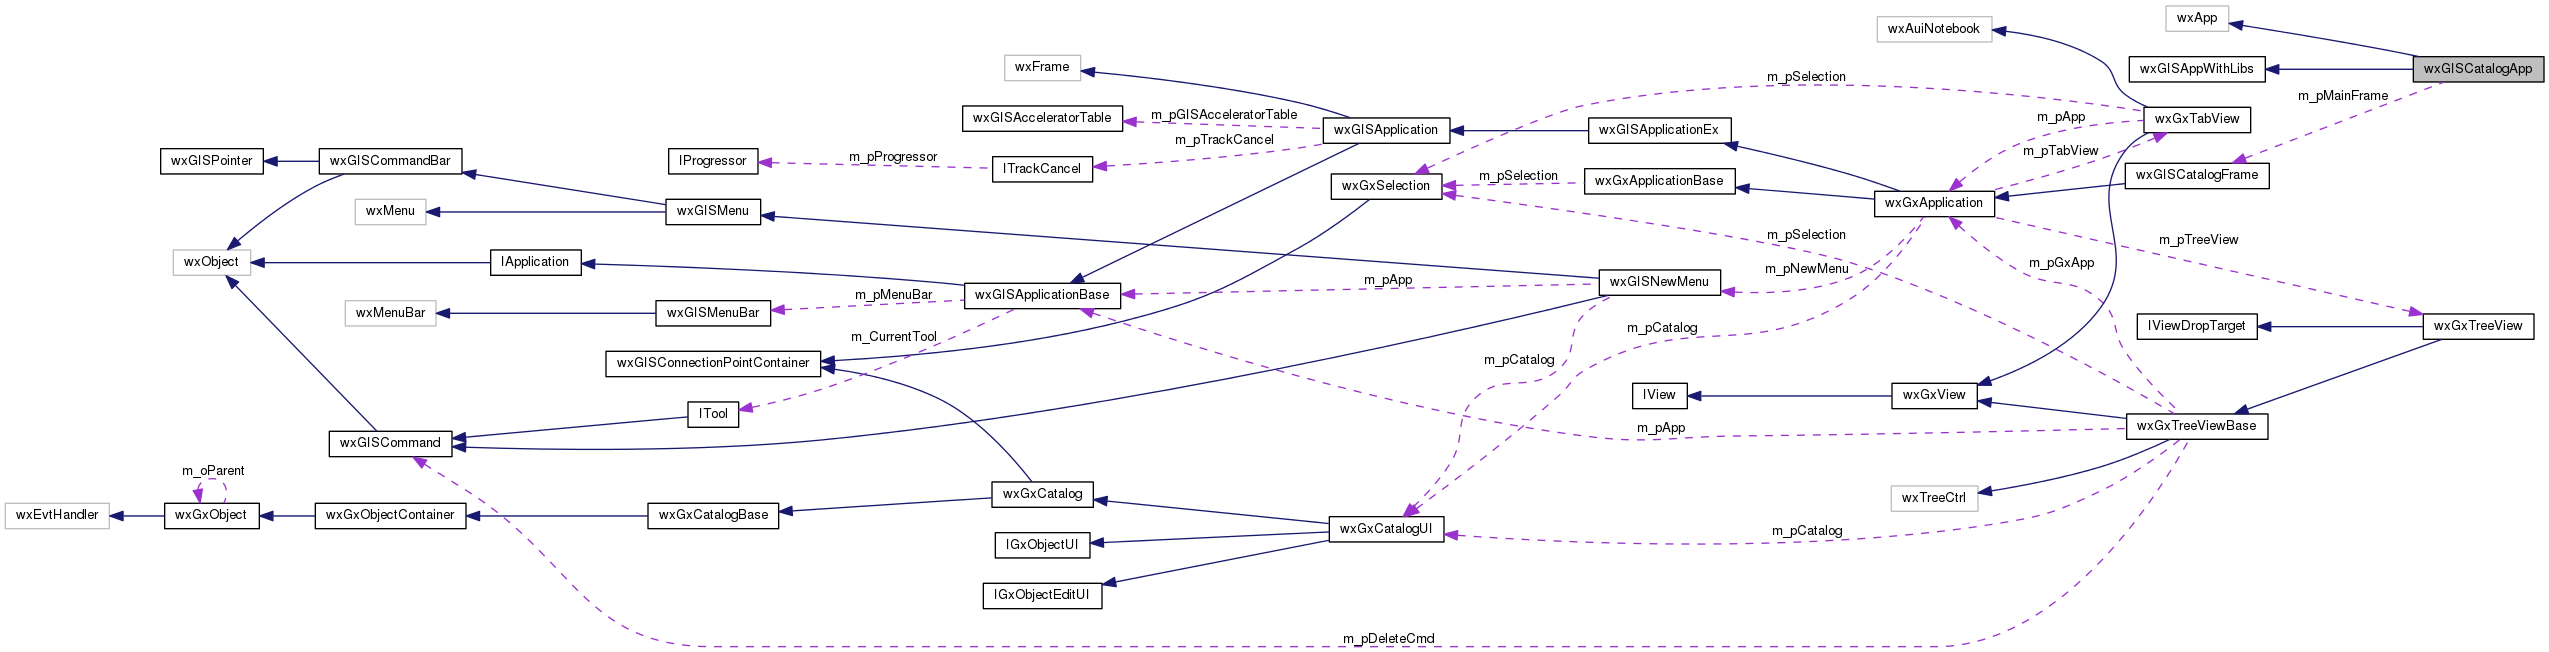 wxApp
wxAuiNotebook
wxFrame
wxGISAppWithLibs
wxGISCatalogApp
m_pSelection
m_pMainFrame
wxGISAcceleratorTable
m_pGISAcceleratorTable
wxGISApplication
wxGISApplicationEx
m_pApp
wxGxTabView
m_pTrackCancel
m_pTabView
wxGISPointer
wxGISCommandBar
IProgressor
m_pProgressor
ITrackCancel
wxGxSelection
m_pSelection
wxGxApplicationBase
wxGISCatalogFrame
wxMenu
wxGISMenu
wxGxApplication
m_pSelection
m_pTreeView
wxObject
IApplication
m_pNewMenu
m_pGxApp
wxGISNewMenu
m_pApp
m_pMenuBar
wxGISApplicationBase
wxMenuBar
wxGISMenuBar
m_pCatalog
IViewDropTarget
wxGxTreeView
m_CurrentTool
wxGISConnectionPointContainer
m_pCatalog
IView
wxGxView
ITool
m_pApp
wxGxTreeViewBase
wxGISCommand
m_oParent
wxGxCatalog
wxTreeCtrl
wxEvtHandler
wxGxObject
wxGxObjectContainer
wxGxCatalogBase
wxGxCatalogUI
m_pCatalog
IGxObjectUI
IGxObjectEditUI
m_pDeleteCmd